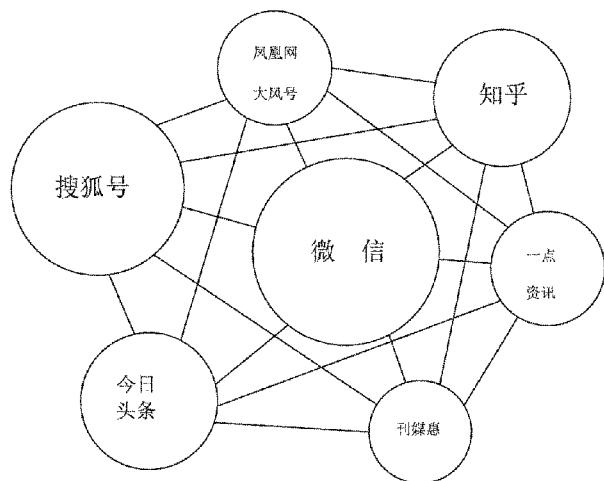 凤凰网
大风号
知乎
搜狐号
微 信
一点
资讯
今日
头条
刊媒惠